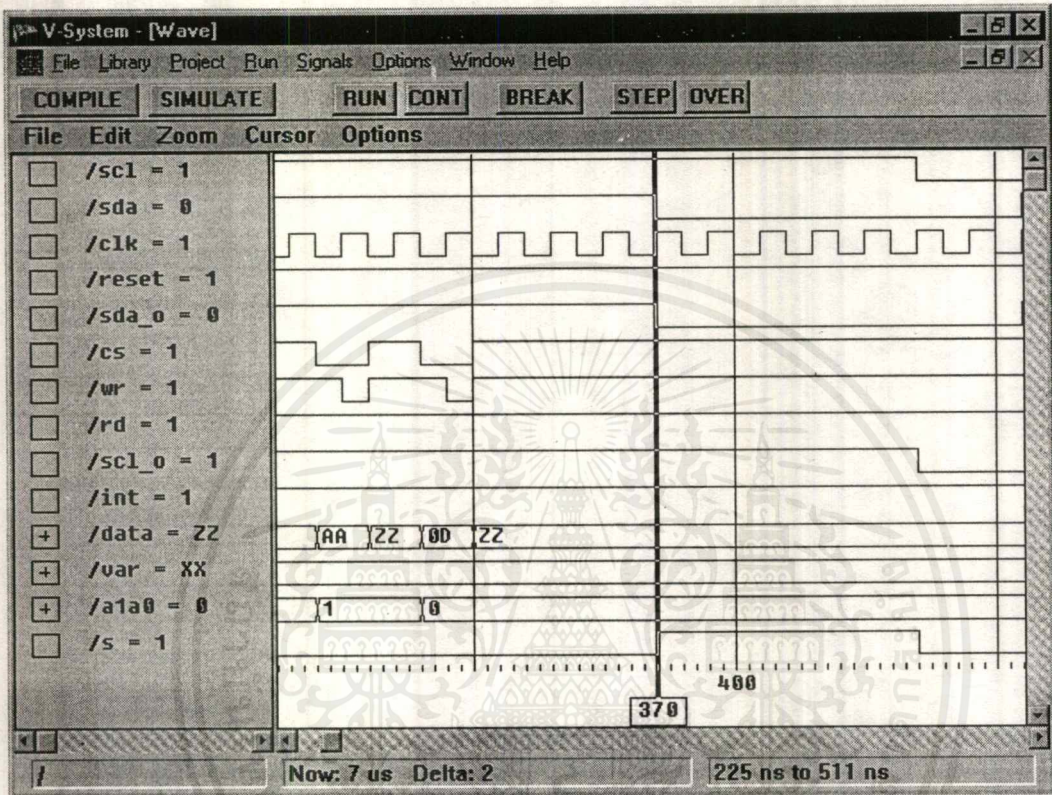 V-System - [Wave]
File Library Project Run Signals Options Window Help
COMPILE SIMULATE RUN CONT BREAK STEP OVER
File Edit Zoom Cursor Options
/scl = 1
/sda = 0
/clk = 1
/reset = 1
/sda_o = 0
/cs = 1
/wr = 1
/rd = 1
/scl_o = 1
/int = 1
/data = ZZ AA ZZ 0D ZZ
/var = XX
/a1a0 = 0 1 0
/s = 1
400
370
/ Now: 7 us Delta: 2 225 ns to 511 ns